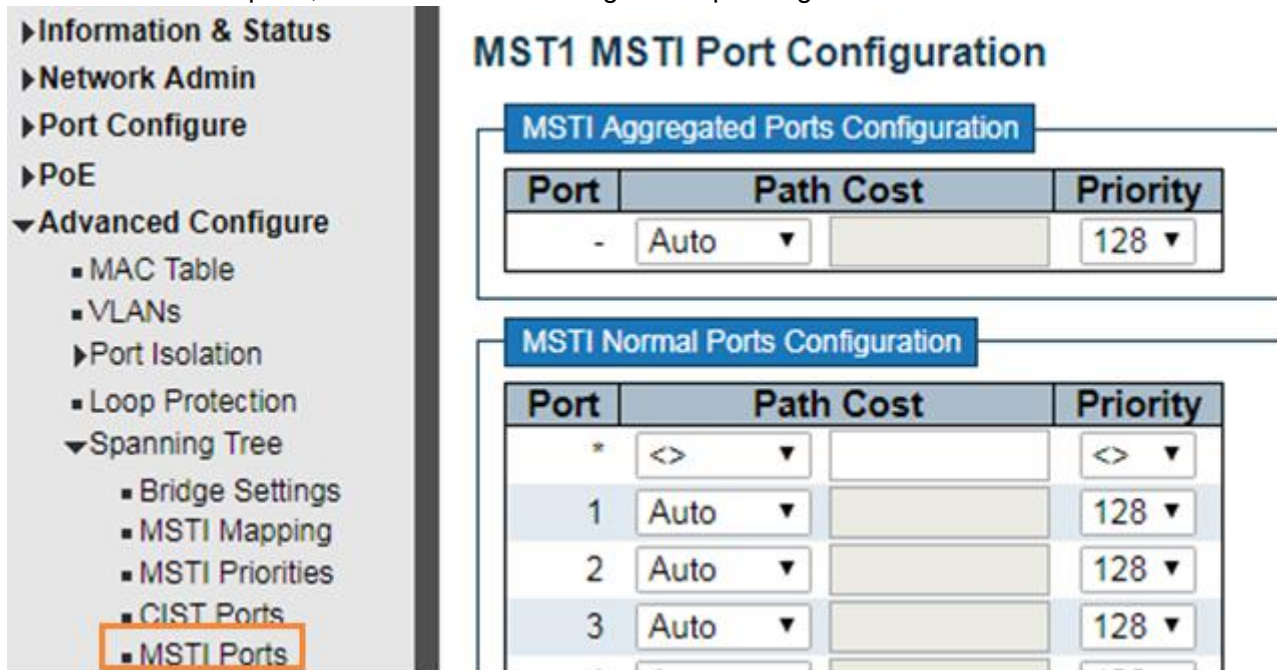 ▶Information & Status
▶Network Admin
▶Port Configure
▶PoE
▼Advanced Configure
▪ MAC Table
▪ VLANs
▶Port Isolation
▪ Loop Protection
▼Spanning Tree
▪ Bridge Settings
▪ MSTI Mapping
▪ MSTI Priorities
▪ CIST Ports
▪ MSTI Ports
MST1 MSTI Port Configuration
MSTI Aggregated Ports Configuration
Port Path Cost Priority
- Auto ▼ 128 ▼
MSTI Normal Ports Configuration
Port Path Cost Priority
* <> ▼ <> ▼
1 Auto ▼ 128 ▼
2 Auto ▼ 128 ▼
3 Auto ▼ 128 ▼